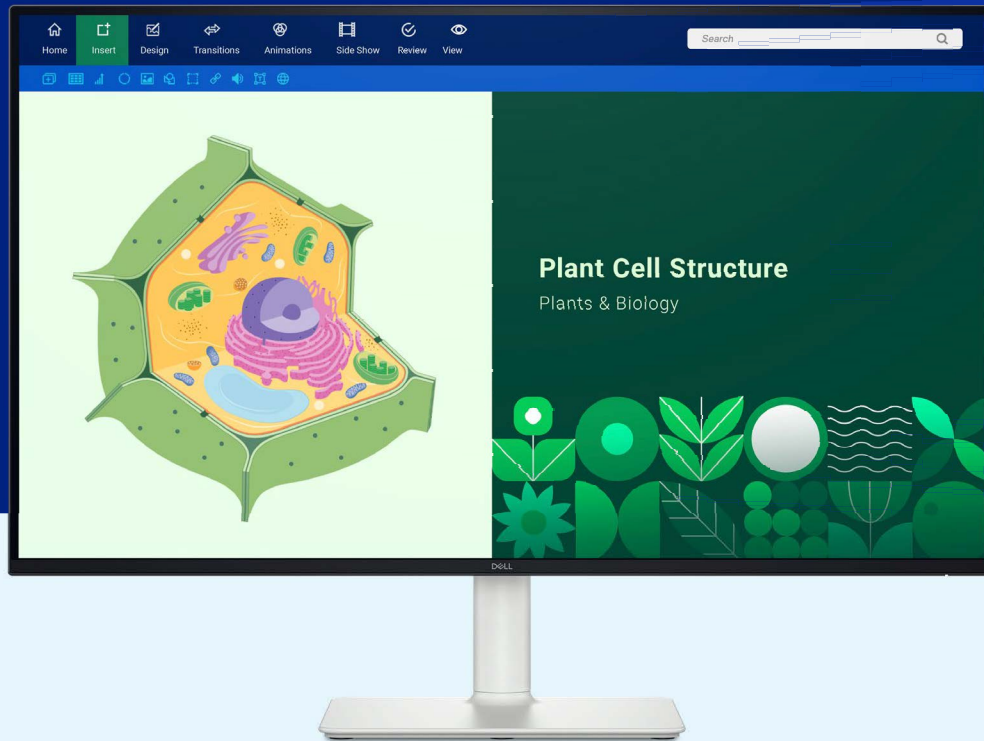 Home Insert Design Transitions Animations Side Show Review View
Search
Plant Cell Structure
Plants & Biology
DELL